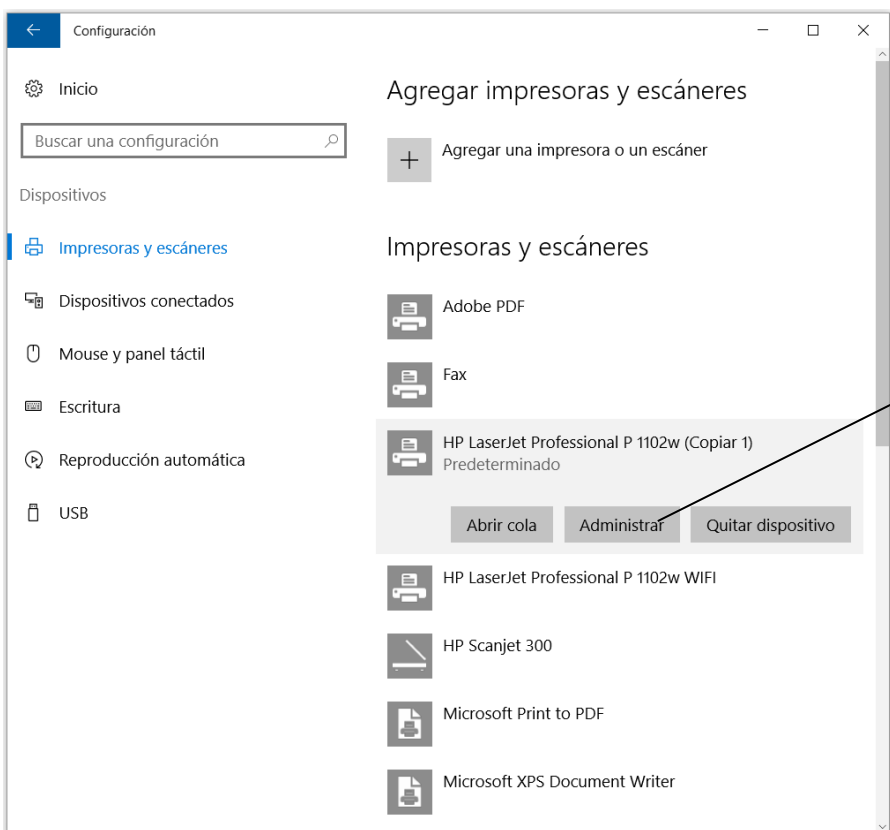 Configuración
Inicio
Buscar una configuración
Dispositivos
Impresoras y escáneres
Dispositivos conectados
Mouse y panel táctil
Escritura
Reproducción automática
USB
Agregar impresoras y escáneres
Agregar una impresora o un escáner
Impresoras y escáneres
Adobe PDF
Fax
HP LaserJet Professional P 1102w (Copiar 1)
Predeterminado
Abrir cola Administrar Quitar dispositivo
HP LaserJet Professional P 1102w WIFI
HP Scanjet 300
Microsoft Print to PDF
Microsoft XPS Document Writer